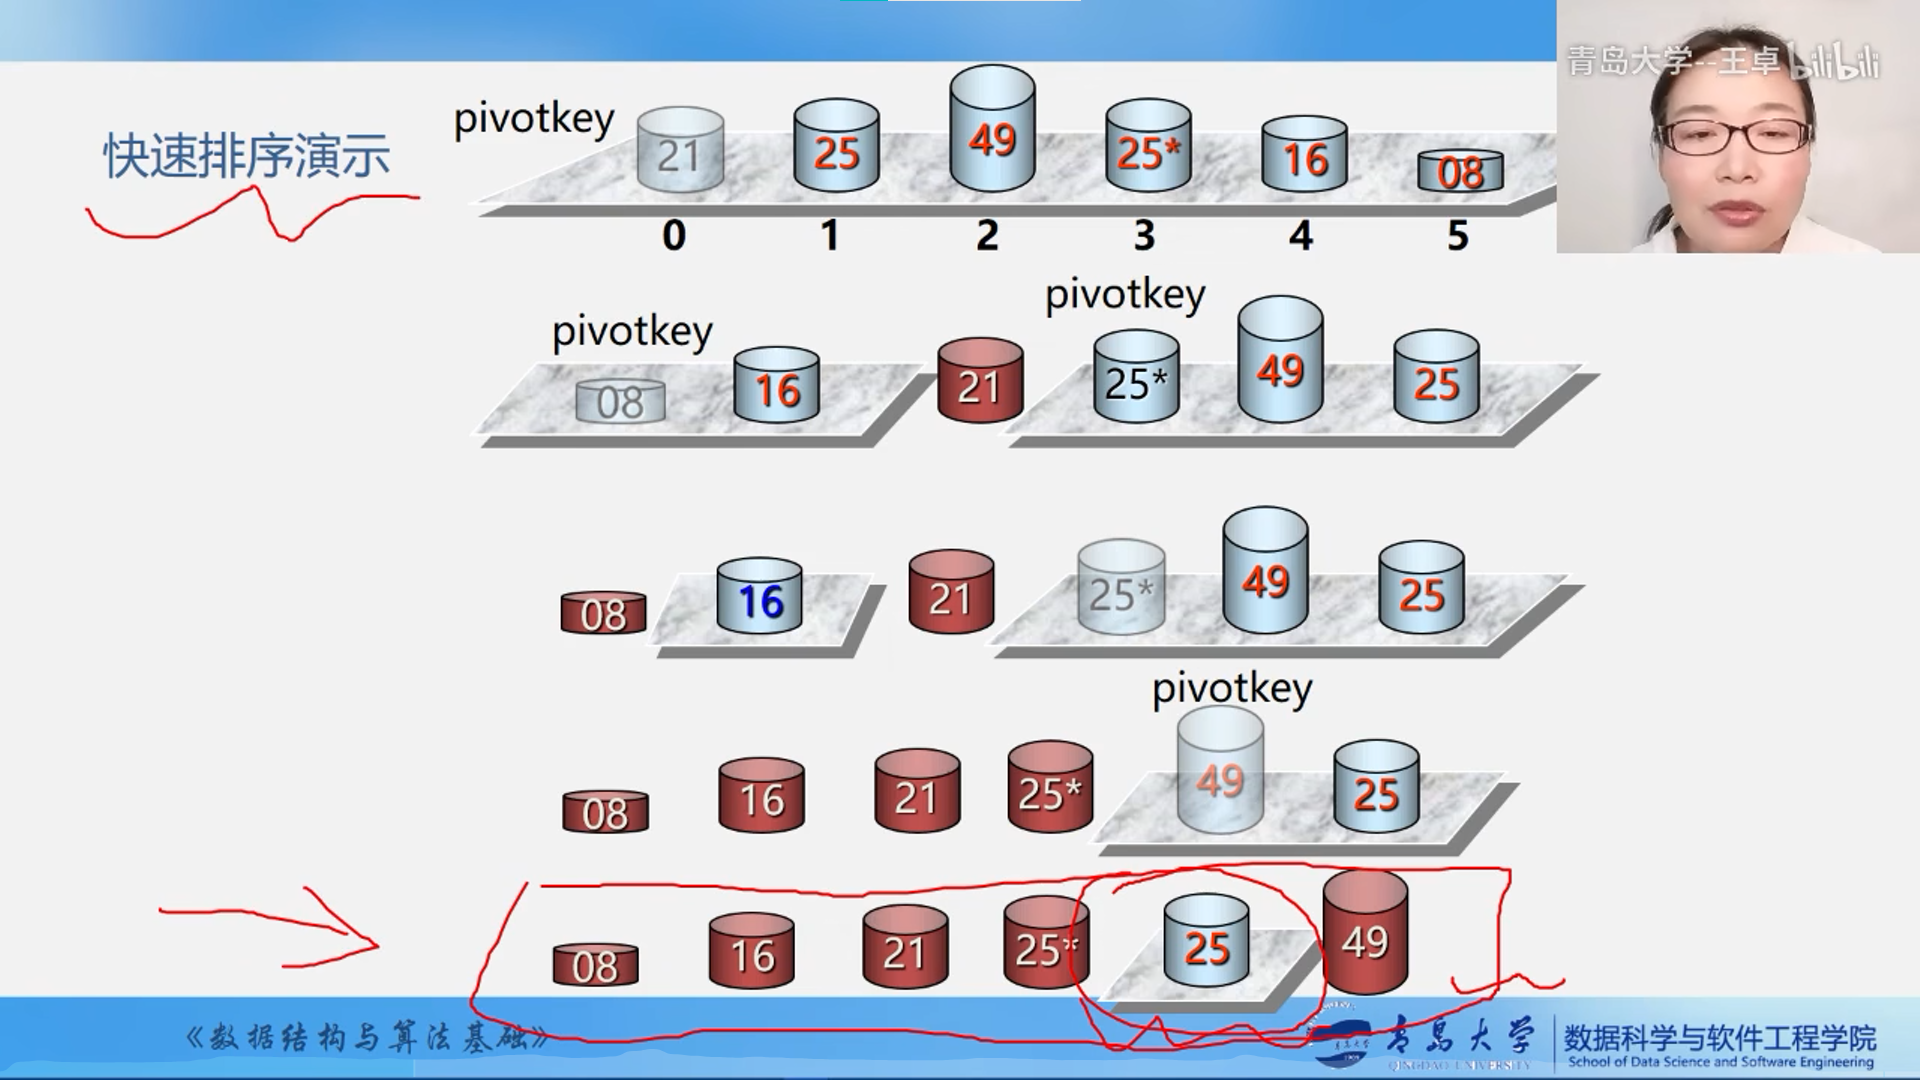 青岛大学--王卓 bilibili
快速排序演示
pivotkey
21 25 49 25* 16 08
0 1 2 3 4 5
pivotkey pivotkey
08 16 21 25* 49 25
08 16 21 25* 49 25
pivotkey
08 16 21 25* 49 25
08 16 21 25* 25 49
《数据结构与算法基础》
青岛大学
QINGDAO UNIVERSITY
数据科学与软件工程学院
School of Data Science and Software Engineering